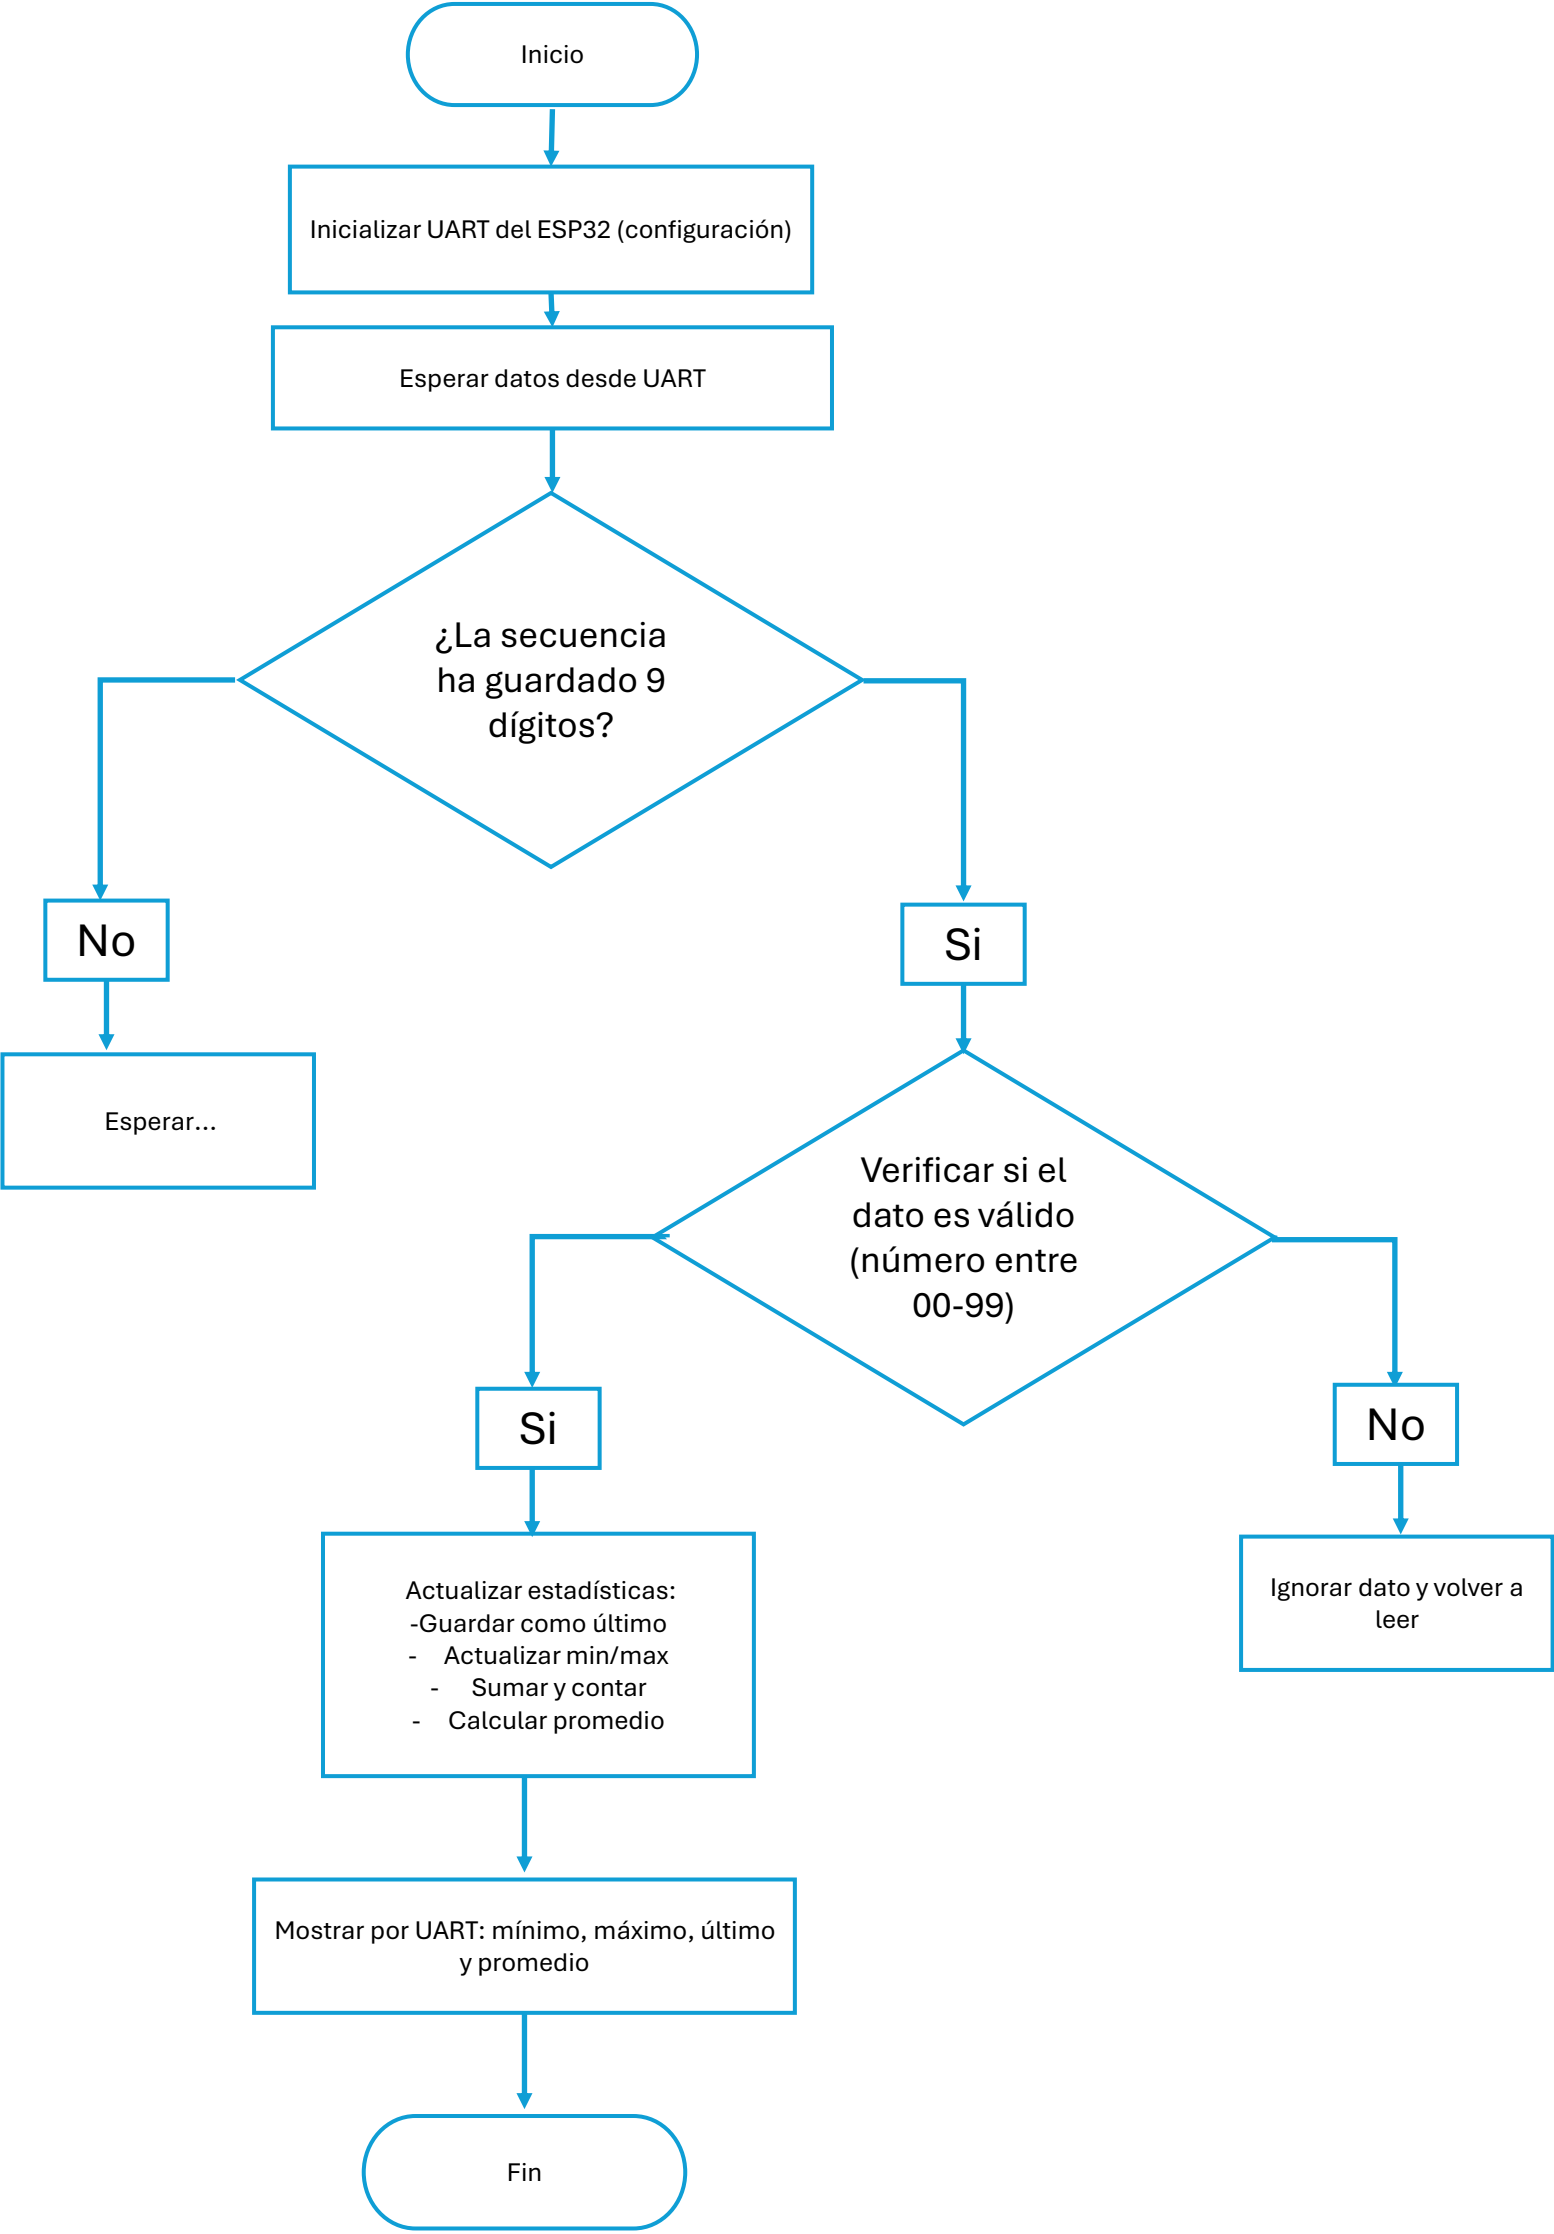 Inicio
Inicializar UART del ESP32 (configuración)
Esperar datos desde UART
¿La secuencia
ha guardado 9
dígitos?
No
Si
Esperar...
Verificar si el
dato es válido
(número entre
00-99)
Si
No
Actualizar estadísticas:
-Guardar como último
- Actualizar min/max
- Sumar y contar
- Calcular promedio
Ignorar dato y volver a
leer
Mostrar por UART: mínimo, máximo, último
y promedio
Fin